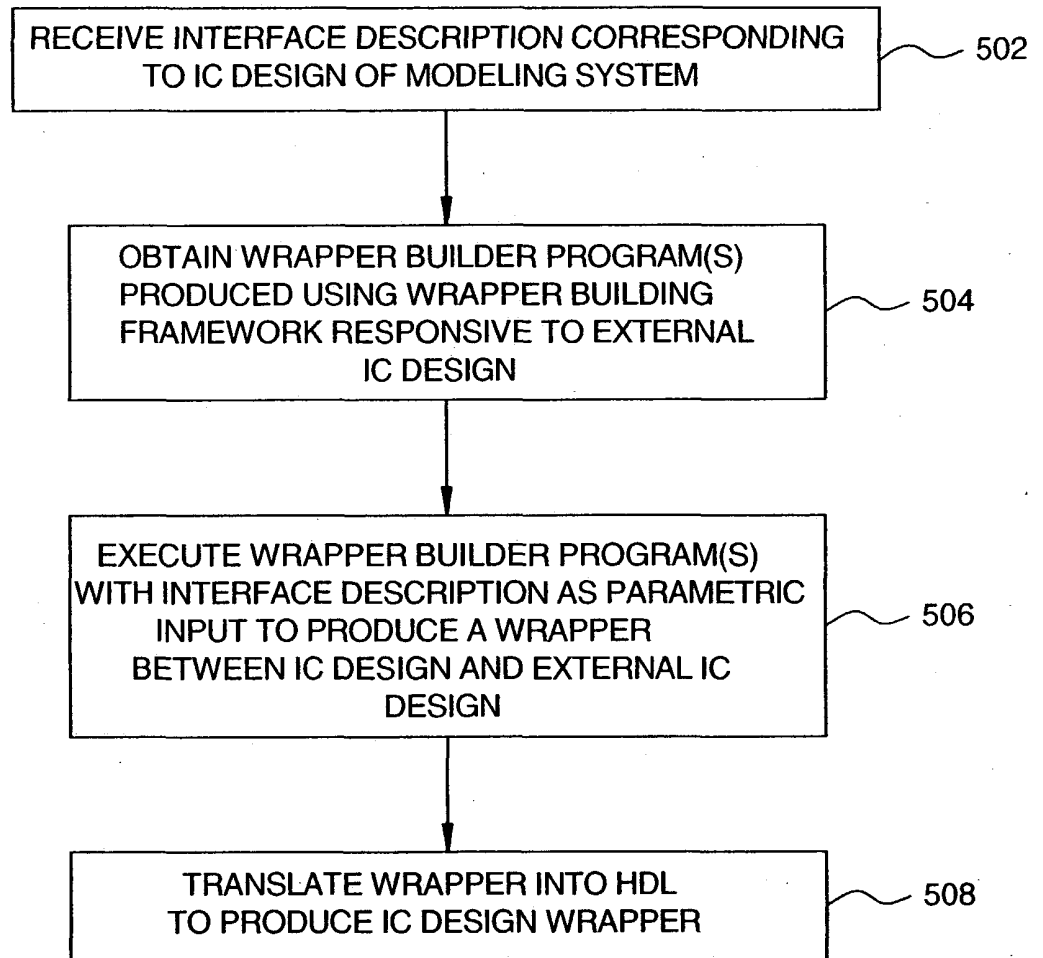 RECEIVE INTERFACE DESCRIPTION CORRESPONDING
TO IC DESIGN OF MODELING SYSTEM
502
OBTAIN WRAPPER BUILDER PROGRAM(S)
PRODUCED USING WRAPPER BUILDING
FRAMEWORK RESPONSIVE TO EXTERNAL
IC DESIGN
504
EXECUTE WRAPPER BUILDER PROGRAM(S)
WITH INTERFACE DESCRIPTION AS PARAMETRIC
INPUT TO PRODUCE A WRAPPER
BETWEEN IC DESIGN AND EXTERNAL IC
DESIGN
506
TRANSLATE WRAPPER INTO HDL
TO PRODUCE IC DESIGN WRAPPER
508